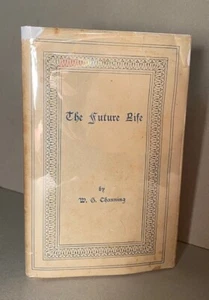 The Future Life
by
W. G. Channing